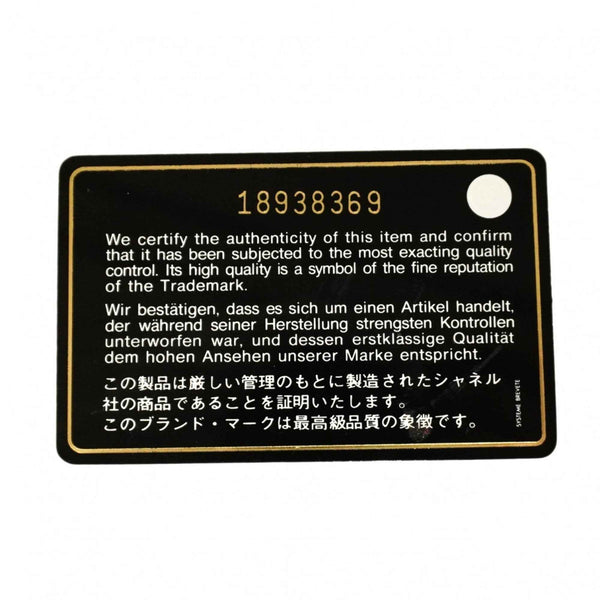 18938369
We certify the authenticity of this item and confirm
that it has been subjected to the most exacting quality
control. Its high quality is a symbol of the fine reputation
of the Trademark.
Wir bestätigen, dass es sich um einen Artikel handelt,
der während seiner Herstellung strengsten Kontrollen
unterworfen war, und dessen erstklassige Qualität
dem hohen Ansehen unserer Marke entspricht.
この製品は厳しい管理のもとに製造されたシャネル
社の商品であることを証明いたします。
このブランド・マークは最高級品質の象徴です。
SYSTEME BREVETE